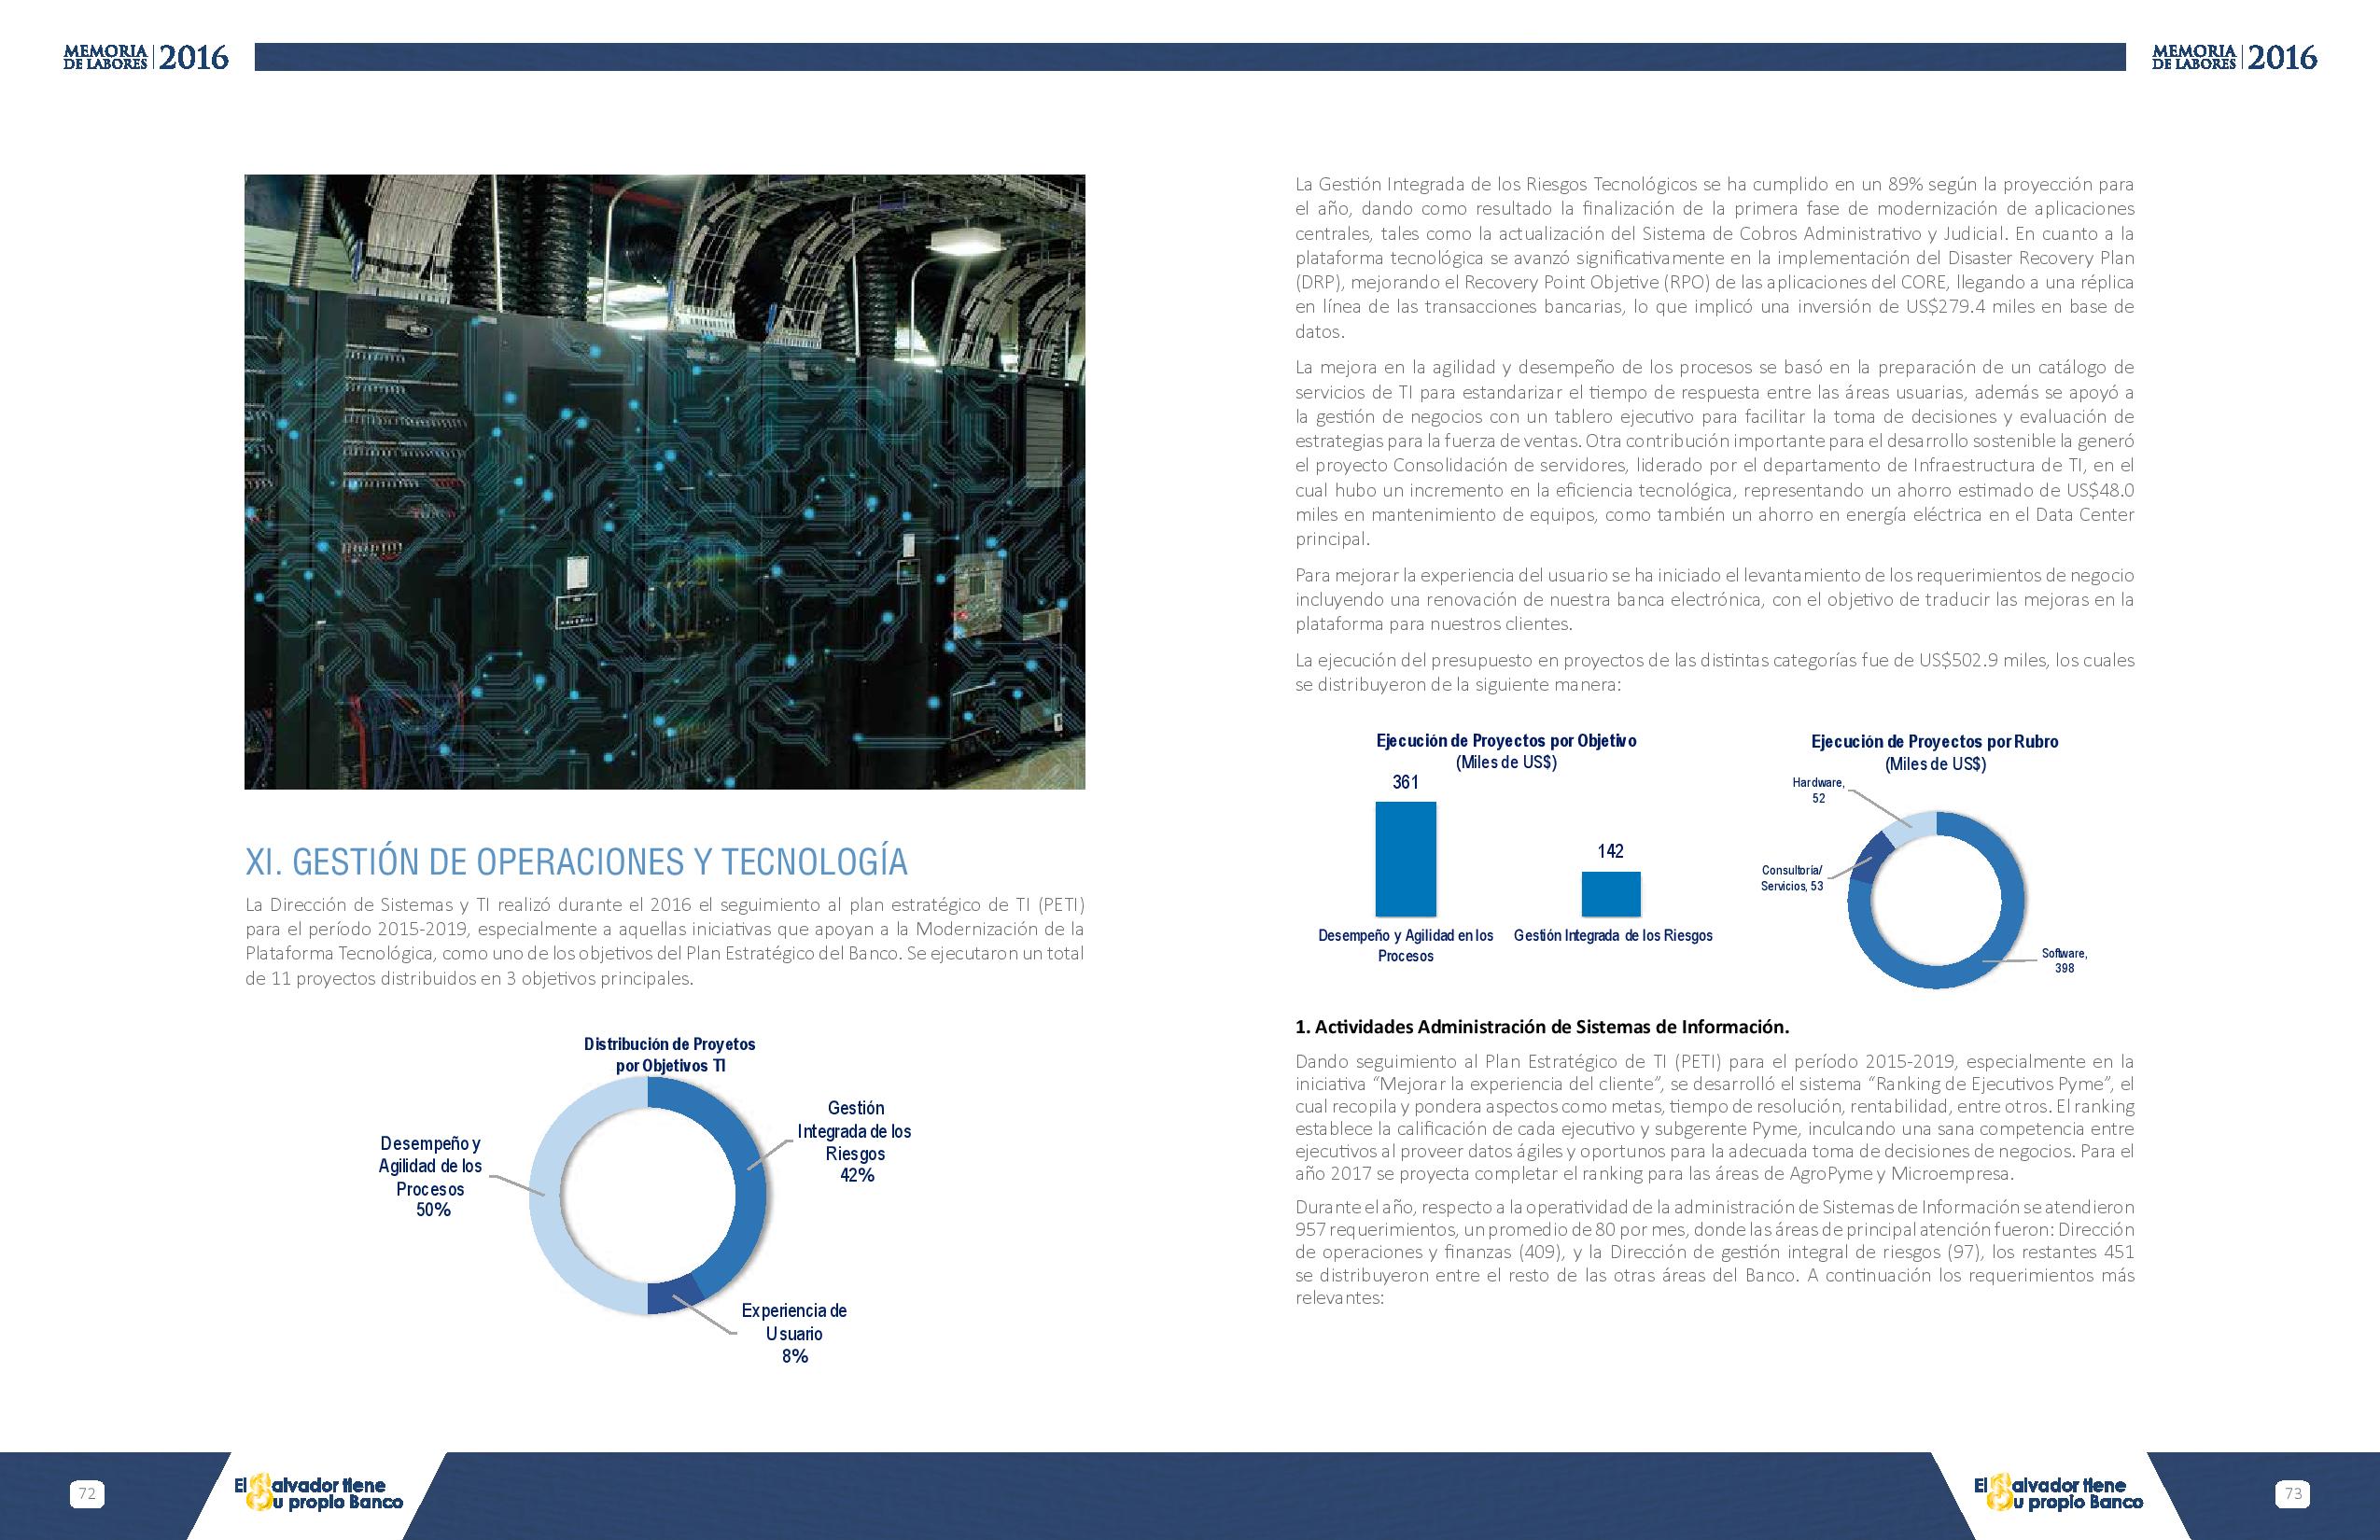 MEMORIA
DE LABORES 2016
MEMORIA
DE LABORES 2016
XI. GESTIÓN DE OPERACIONES Y TECNOLOGÍA
La Dirección de Sistemas y TI realizó durante el 2016 el seguimiento al plan estratégico de TI (PETI)
para el período 2015-2019, especialmente a aquellas iniciativas que apoyan a la Modernización de la
Plataforma Tecnológica, como uno de los objetivos del Plan Estratégico del Banco. Se ejecutaron un total
de 11 proyectos distribuidos en 3 objetivos principales.
Distribución de Proyetos
por Objetivos TI
Gestión
Integrada de los
Riesgos
42%
Desempeño y
Agilidad de los
Procesos
50%
Experiencia de
Usuario
8%
La Gestión Integrada de los Riesgos Tecnológicos se ha cumplido en un 89% según la proyección para
el año, dando como resultado la finalización de la primera fase de modernización de aplicaciones
centrales, tales como la actualización del Sistema de Cobros Administrativo y Judicial. En cuanto a la
plataforma tecnológica se avanzó significativamente en la implementación del Disaster Recovery Plan
(DRP), mejorando el Recovery Point Objetive (RPO) de las aplicaciones del CORE, llegando a una réplica
en línea de las transacciones bancarias, lo que implicó una inversión de US$279.4 miles en base de
datos.
La mejora en la agilidad y desempeño de los procesos se basó en la preparación de un catálogo de
servicios de TI para estandarizar el tiempo de respuesta entre las áreas usuarias, además se apoyó a
la gestión de negocios con un tablero ejecutivo para facilitar la toma de decisiones y evaluación de
estrategias para la fuerza de ventas. Otra contribución importante para el desarrollo sostenible la generó
el proyecto Consolidación de servidores, liderado por el departamento de Infraestructura de TI, en el
cual hubo un incremento en la eficiencia tecnológica, representando un ahorro estimado de US$48.0
miles en mantenimiento de equipos, como también un ahorro en energía eléctrica en el Data Center
principal.
Para mejorar la experiencia del usuario se ha iniciado el levantamiento de los requerimientos de negocio
incluyendo una renovación de nuestra banca electrónica, con el objetivo de traducir las mejoras en la
plataforma para nuestros clientes.
La ejecución del presupuesto en proyectos de las distintas categorías fue de US$502.9 miles, los cuales
se distribuyeron de la siguiente manera:
Ejecución de Proyectos por Objetivo
(Miles de US$)
361
142
Desempeño y Agilidad en los
Procesos
Gestión Integrada de los Riesgos
Ejecución de Proyectos por Rubro
(Miles de US$)
Hardware,
52
Consultoría/
Servicios, 53
Software,
398
1. Actividades Administración de Sistemas de Información.
Dando seguimiento al Plan Estratégico de TI (PETI) para el período 2015-2019, especialmente en la
iniciativa “Mejorar la experiencia del cliente”, se desarrolló el sistema “Ranking de Ejecutivos Pyme”, el
cual recopila y pondera aspectos como metas, tiempo de resolución, rentabilidad, entre otros. El ranking
establece la calificación de cada ejecutivo y subgerente Pyme, inculcando una sana competencia entre
ejecutivos al proveer datos ágiles y oportunos para la adecuada toma de decisiones de negocios. Para el
año 2017 se proyecta completar el ranking para las áreas de AgroPyme y Microempresa.
Durante el año, respecto a la operatividad de la administración de Sistemas de Información se atendieron
957 requerimientos, un promedio de 80 por mes, donde las áreas de principal atención fueron: Dirección
de operaciones y finanzas (409), y la Dirección de gestión integral de riesgos (97), los restantes 451
se distribuyeron entre el resto de las otras áreas del Banco. A continuación los requerimientos más
relevantes:
72
El Salvador tiene
Su propio Banco
El Salvador tiene
Su propio Banco
73